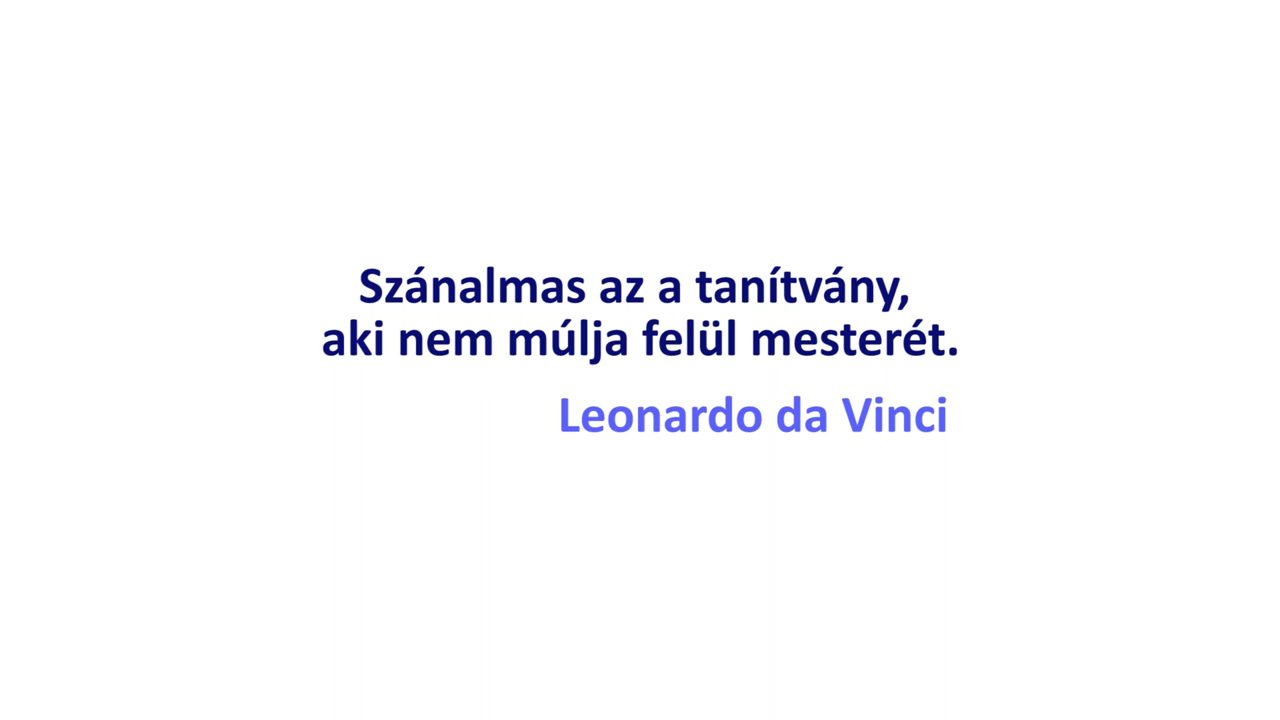 Szánalmas az a tanítvány,
aki nem múlja felül mesterét.
Leonardo da Vinci